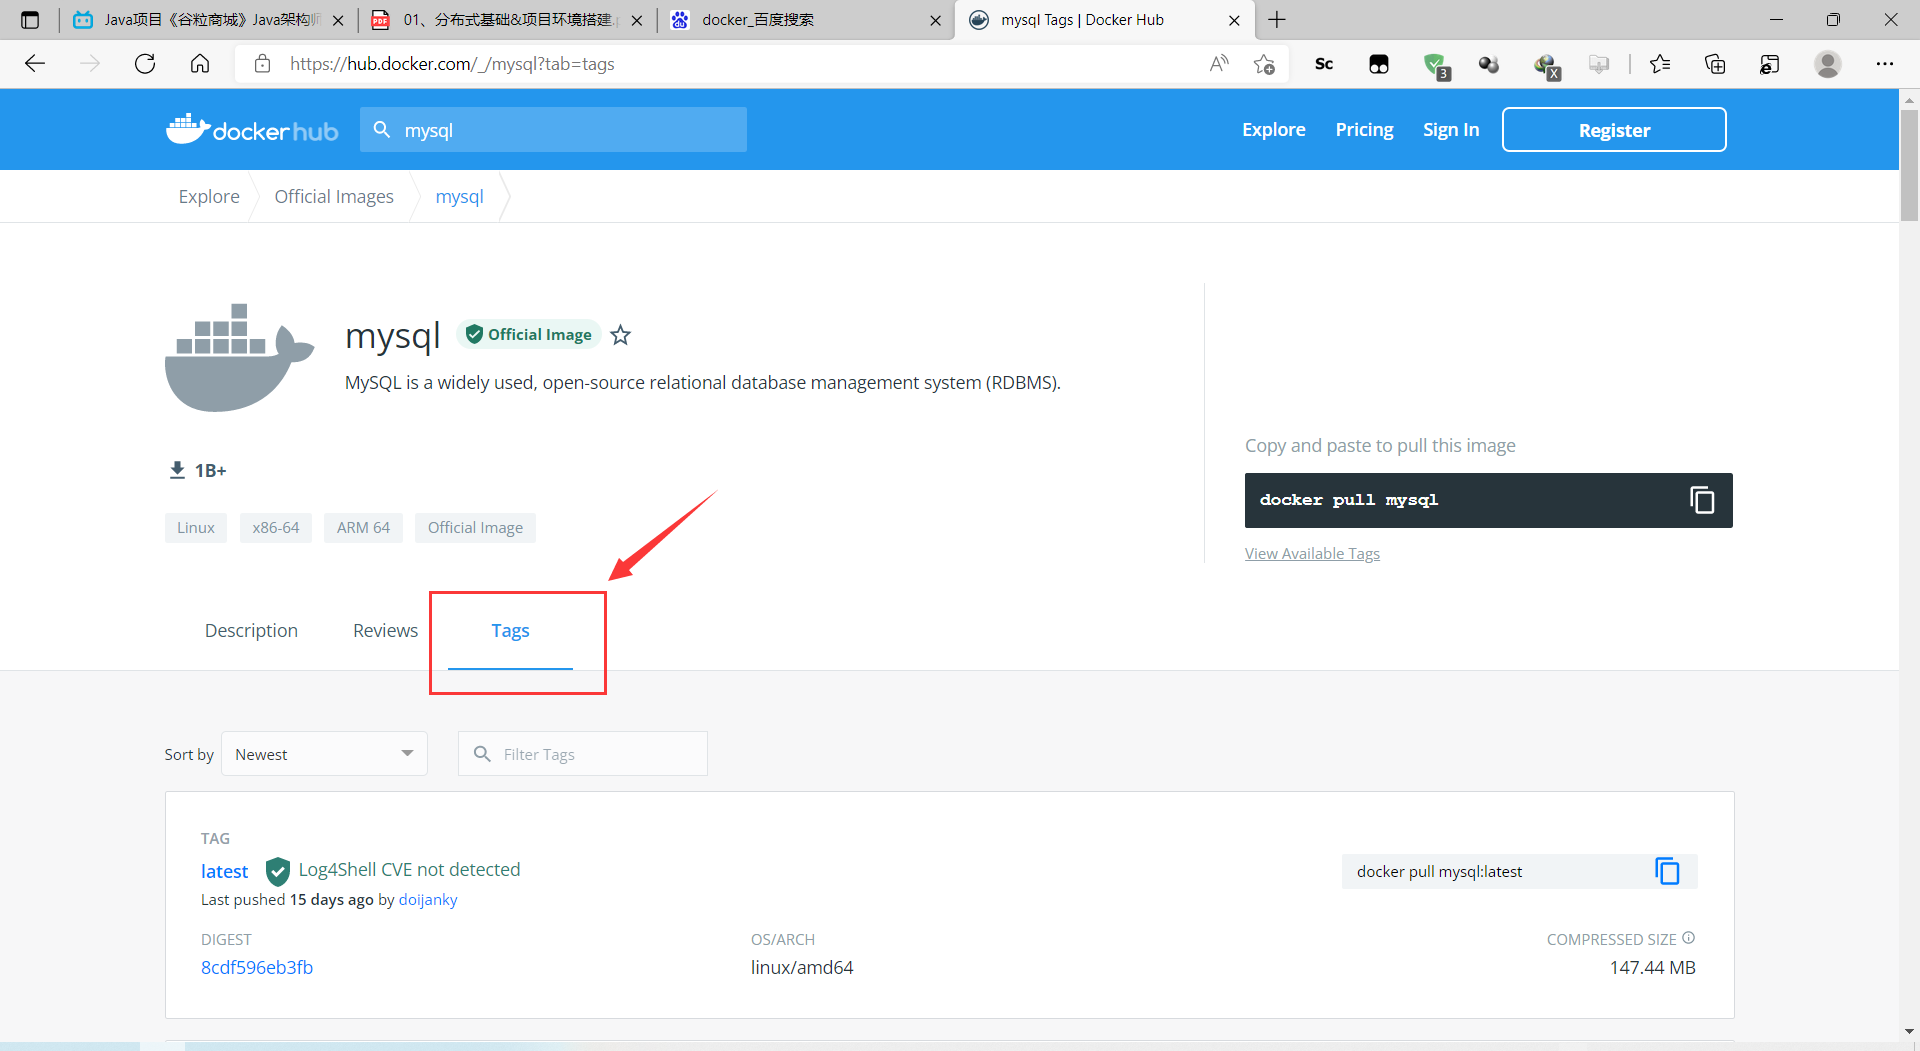 Java项目《谷粒商城》Java架构师
01、分布式基础&项目环境搭建.p
docker_百度搜索
mysql Tags | Docker Hub
https://hub.docker.com/_/mysql?tab=tags
Sc
3
X
docker hub
mysql
Explore
Pricing
Sign In
Register
Explore
Official Images
mysql
mysql
Official Image
MySQL is a widely used, open-source relational database management system (RDBMS).
1B+
Copy and paste to pull this image
docker pull mysql
View Available Tags
Linux
x86-64
ARM 64
Official Image
Description
Reviews
Tags
Sort by
Newest
Filter Tags
TAG
latest
Log4Shell CVE not detected
docker pull mysql:latest
Last pushed 15 days ago by doijanky
DIGEST
OS/ARCH
COMPRESSED SIZE
8cdf596eb3fb
linux/amd64
147.44 MB